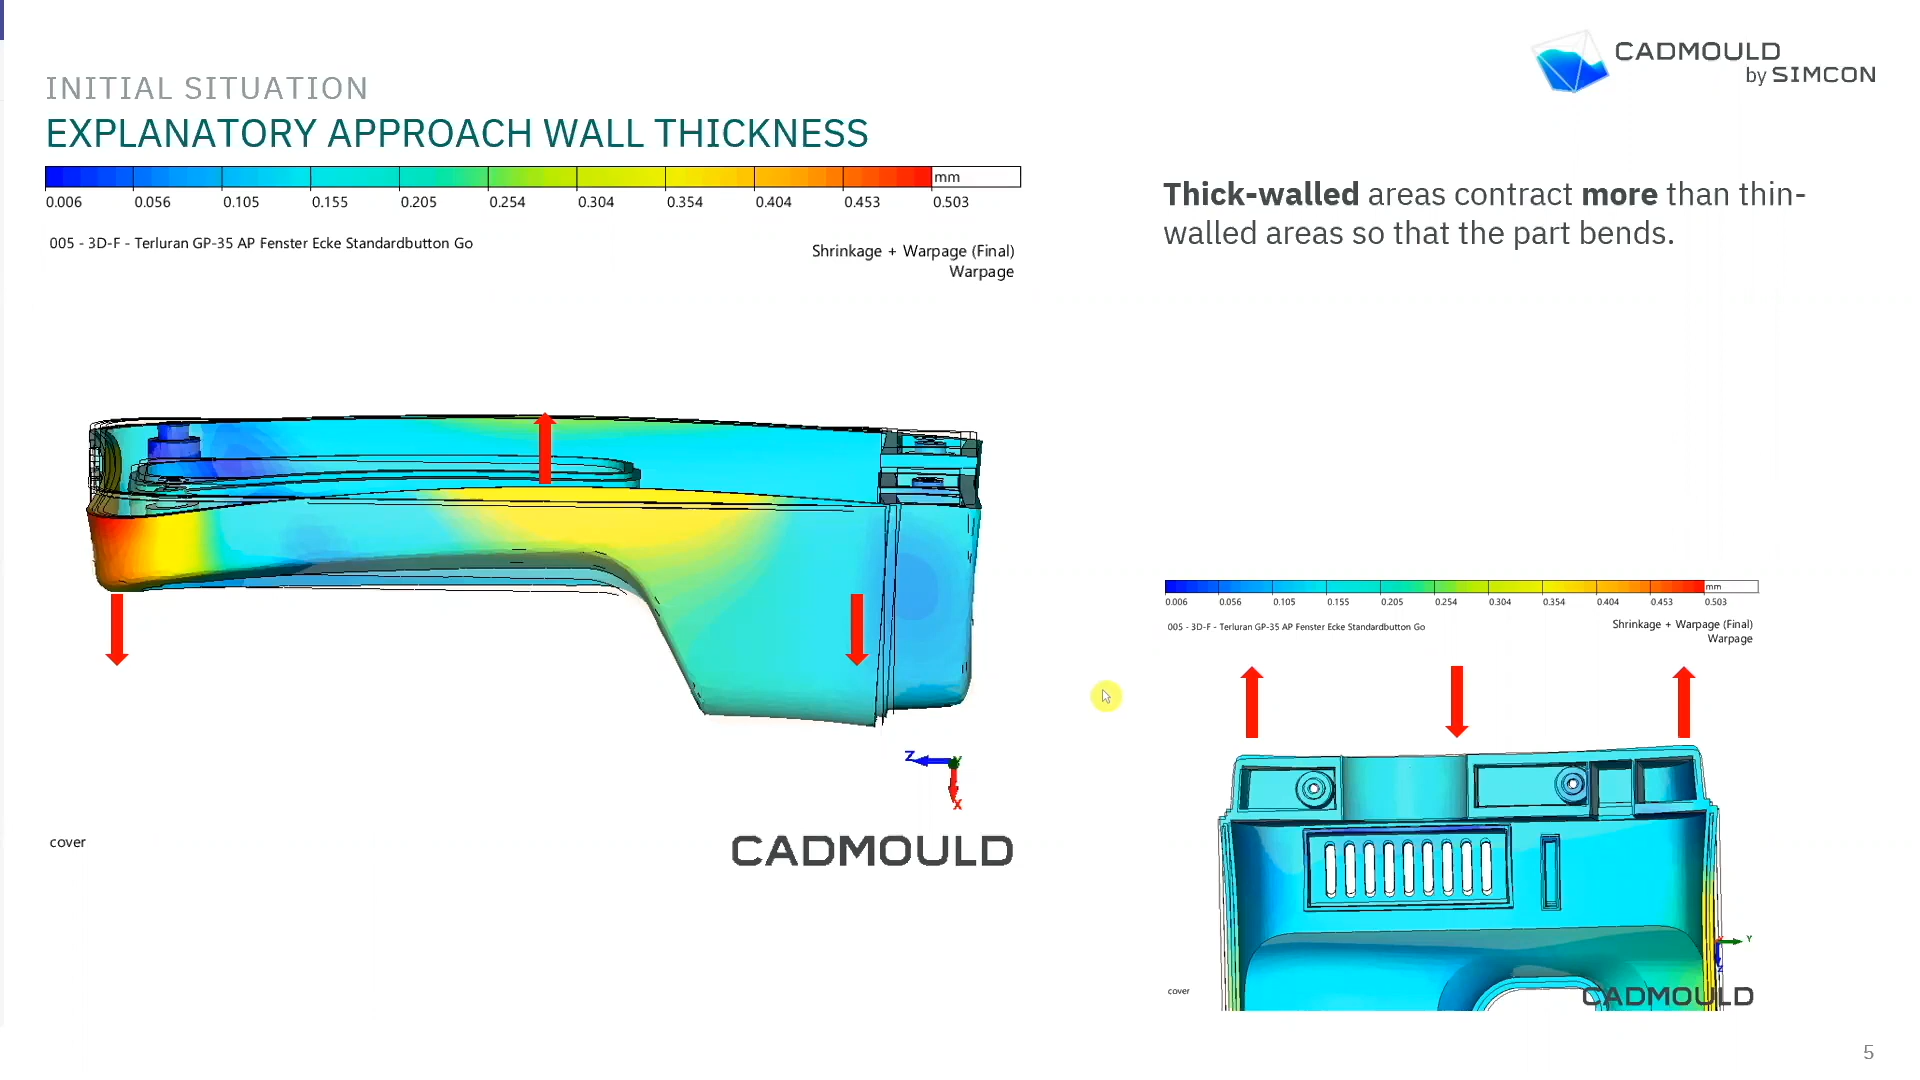 CADMOULD
by SIMCON
INITIAL SITUATION
EXPLANATORY APPROACH WALL THICKNESS
mm
0.006 0.056 0.105 0.155 0.205 0.254 0.304 0.354 0.404 0.453 0.503
005 - 3D-F - Terluran GP-35 AP Fenster Ecke Standardbutton Go
Shrinkage + Warpage (Final)
Warpage
Z
Y
X
cover
CADMOULD
Thick-walled areas contract more than thin-
walled areas so that the part bends.
mm
0.006 0.056 0.105 0.155 0.205 0.254 0.304 0.354 0.404 0.453 0.503
005 - 3D-F - Terluran GP-35 AP Fenster Ecke Standardbutton Go
Shrinkage + Warpage (Final)
Warpage
Y
Z
cover
CADMOULD
5